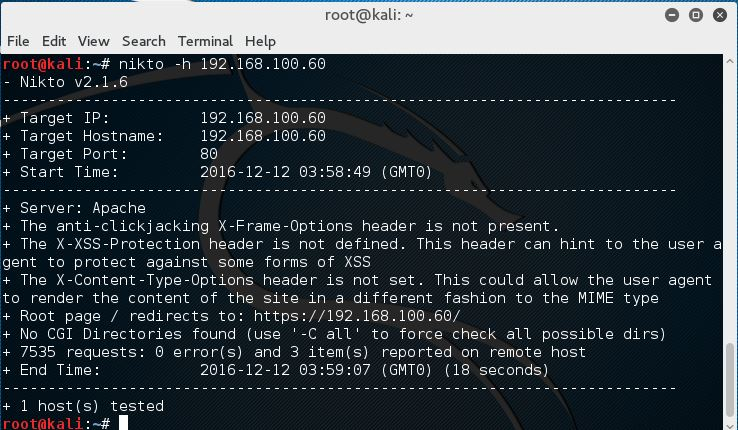 root@kali: ~
File Edit View Search Terminal Help
root@kali:~# nikto -h 192.168.100.60
- Nikto v2.1.6
---------------------------------------------------------------------------
+ Target IP:          192.168.100.60
+ Target Hostname:    192.168.100.60
+ Target Port:        80
+ Start Time:         2016-12-12 03:58:49 (GMT0)
---------------------------------------------------------------------------
+ Server: Apache
+ The anti-clickjacking X-Frame-Options header is not present.
+ The X-XSS-Protection header is not defined. This header can hint to the user a
gent to protect against some forms of XSS
+ The X-Content-Type-Options header is not set. This could allow the user agent
to render the content of the site in a different fashion to the MIME type
+ Root page / redirects to: https://192.168.100.60/
+ No CGI Directories found (use '-C all' to force check all possible dirs)
+ 7535 requests: 0 error(s) and 3 item(s) reported on remote host
+ End Time:           2016-12-12 03:59:07 (GMT0) (18 seconds)
---------------------------------------------------------------------------
+ 1 host(s) tested
root@kali:~#